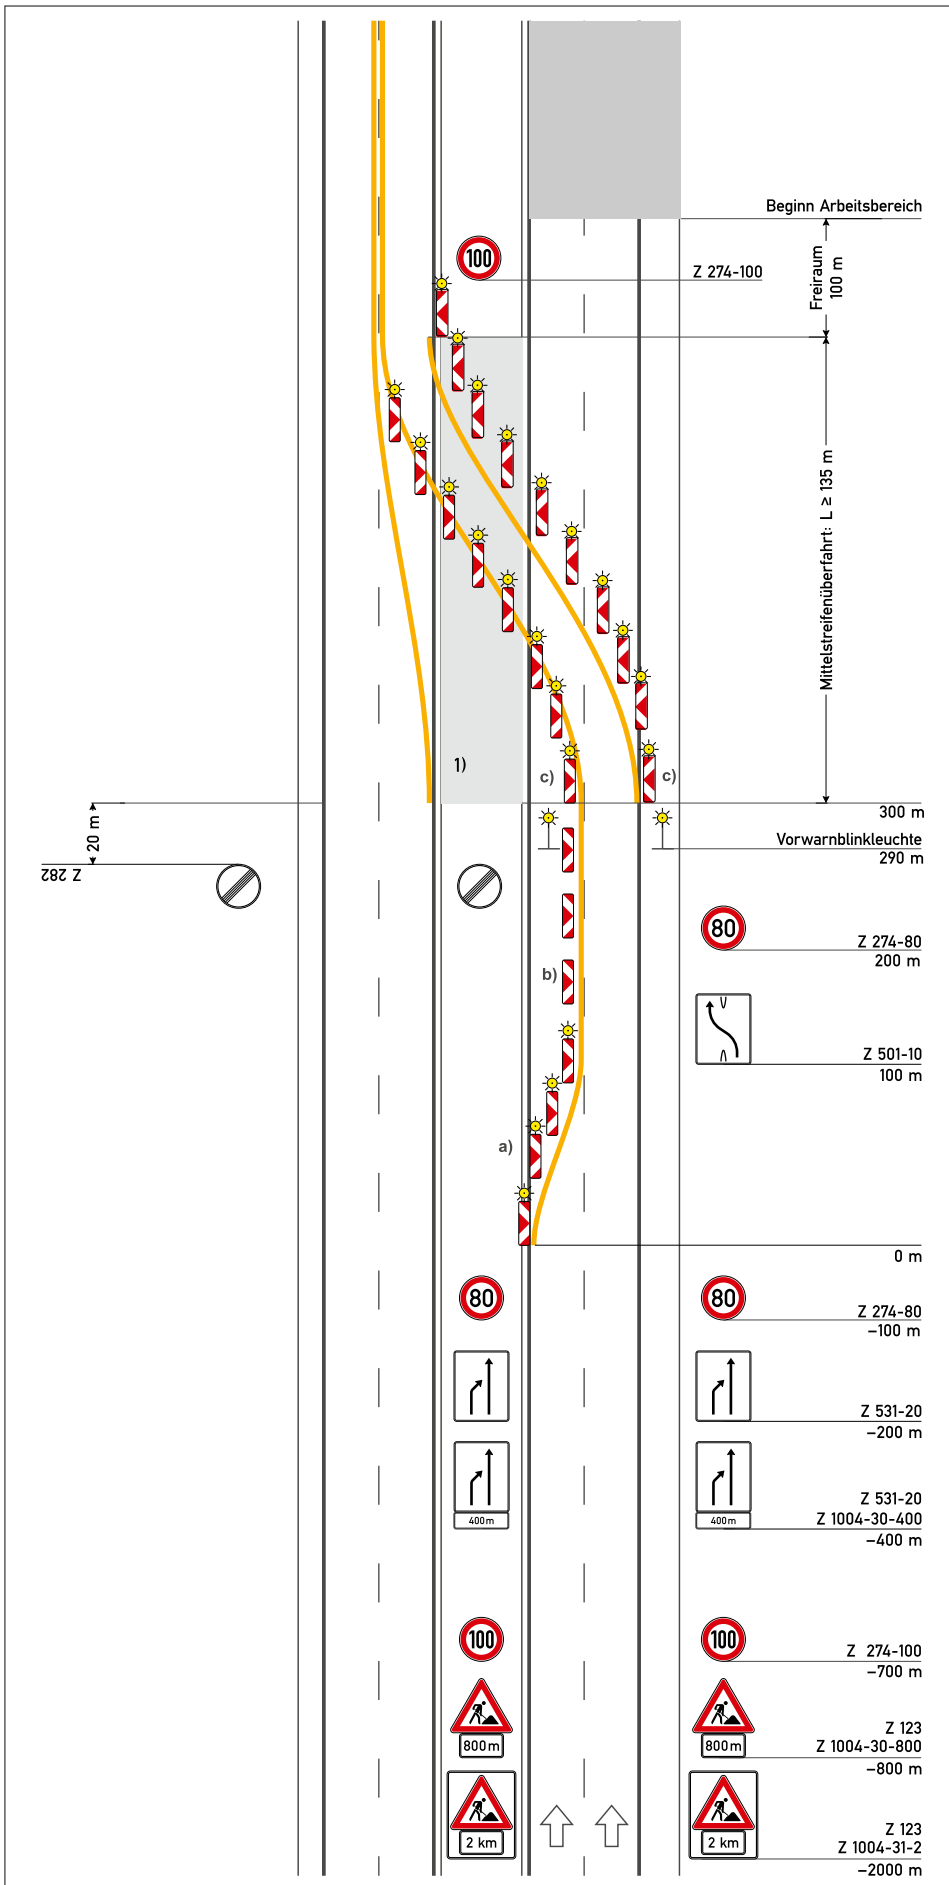 Beginn Arbeitsbereich
Freiraum
100 m
100
Z 274-100
Mittelstreifenüberfahrt: L ≥ 135 m
1)
c)
c)
300 m
20 m
Vorwarnblinkleuchte
290 m
Z 282
80
Z 274-80
200 m
b)
Z 501-10
100 m
a)
0 m
80
80
Z 274-80
–100 m
Z 531-20
–200 m
Z 531-20
400 m
400 m
Z 1004-30-400
–400 m
100
100
Z 274-100
–700 m
Z 123
800 m
800 m
Z 1004-30-800
–800 m
Z 123
2 km
2 km
Z 1004-31-2
–2000 m